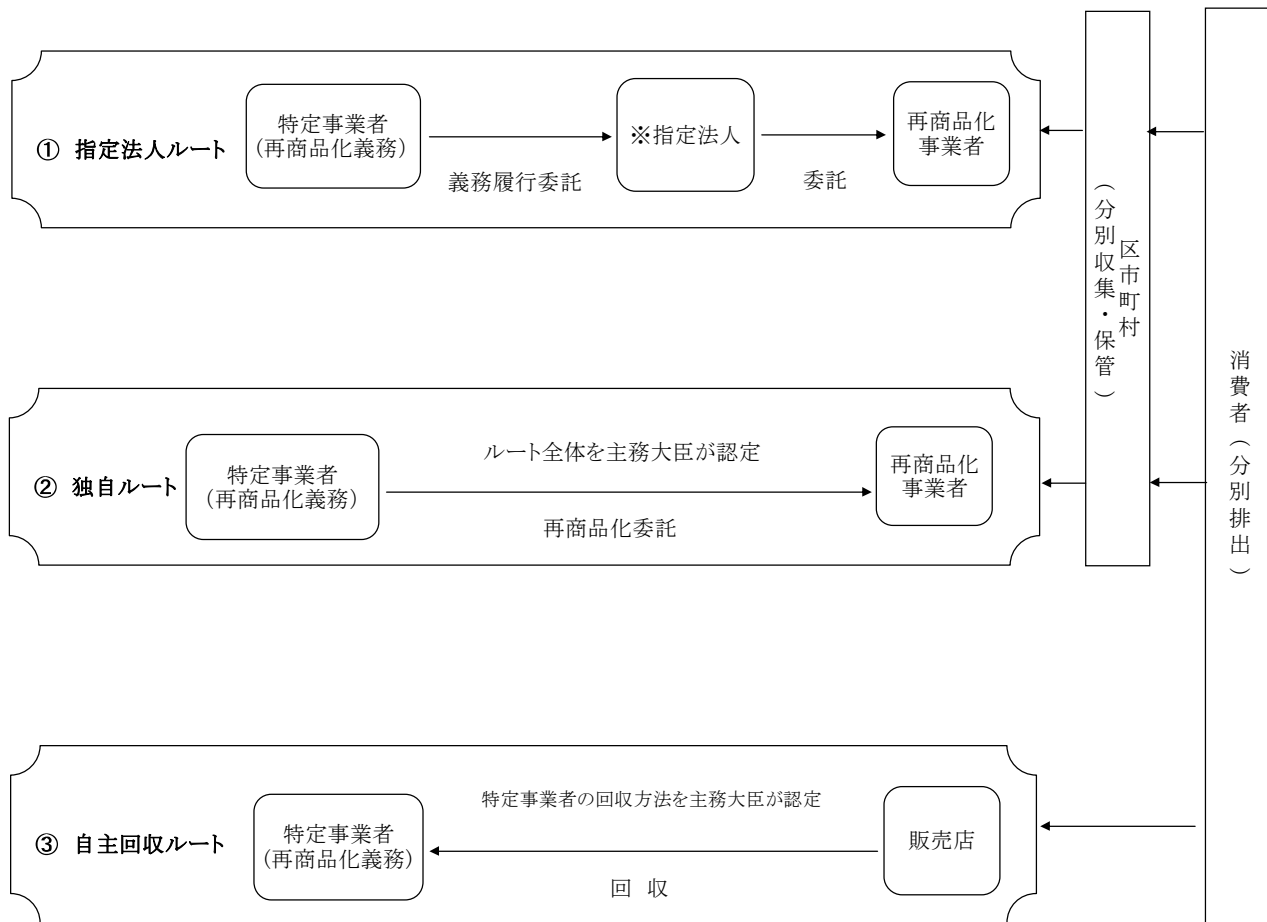 ① 指定法人ルート
特定事業者
(再商品化義務)
義務履行委託
※指定法人
委託
再商品化
事業者
② 独自ルート
特定事業者
(再商品化義務)
ルート全体を主務大臣が認定
再商品化委託
再商品化
事業者
③ 自主回収ルート
特定事業者
(再商品化義務)
特定事業者の回収方法を主務大臣が認定
回 収
販売店
区市町村
(分別収集・保管)
消費者(分別排出)